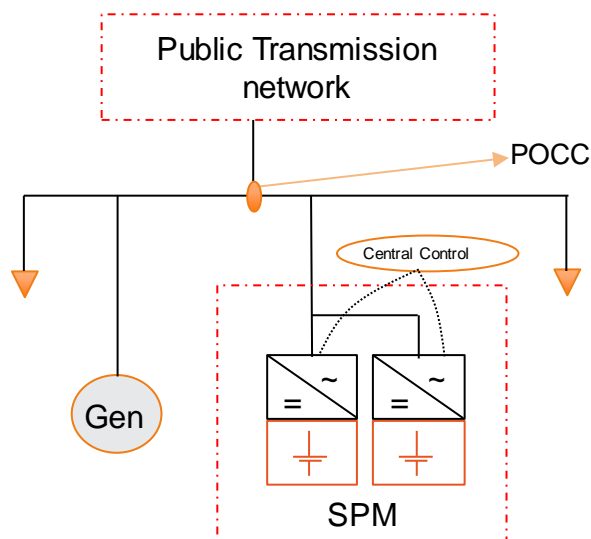 Public Transmission
network
POCC
Central Control
~
~
=
=
Gen
SPM